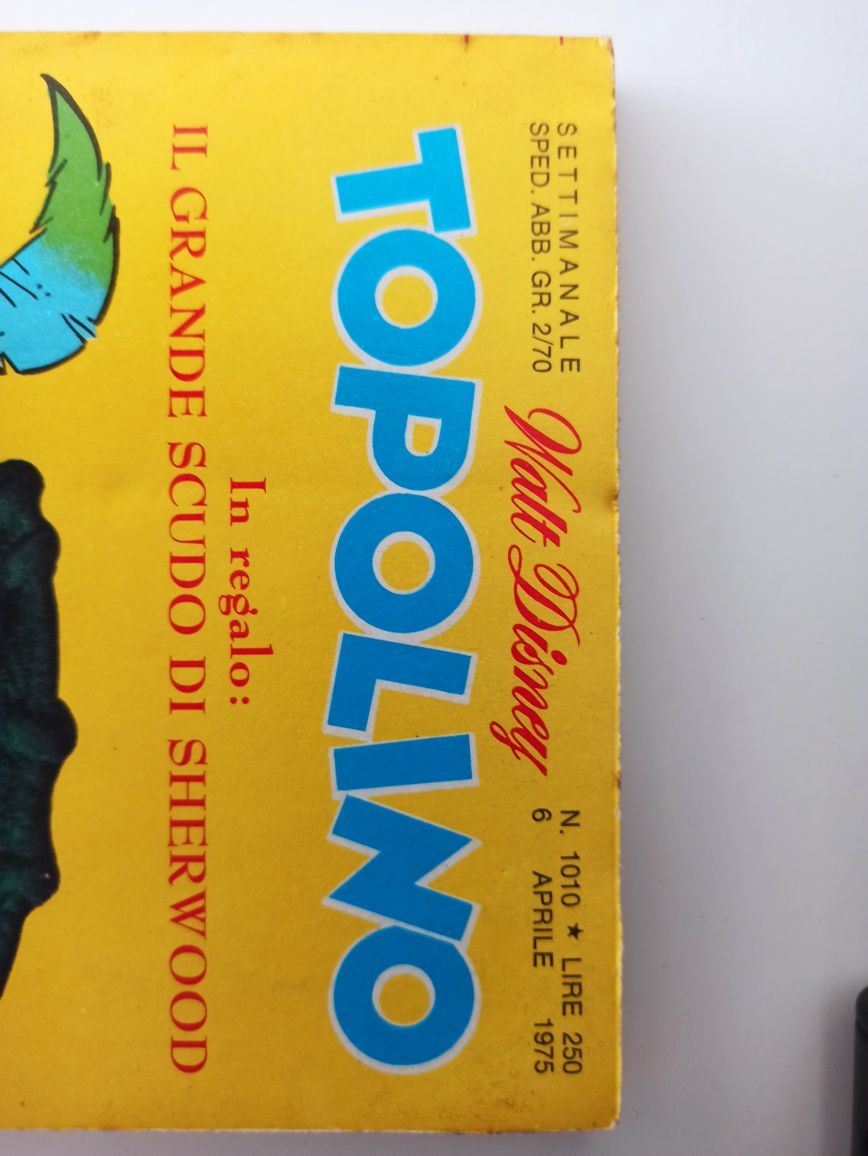 SETTIMANALE
SPED. ABB. GR. 2/70
Walt Disney
N. 1010 ★ LIRE 250
6 APRILE 1975
TOPOLINO
In regalo:
IL GRANDE SCUDO DI SHERWOOD